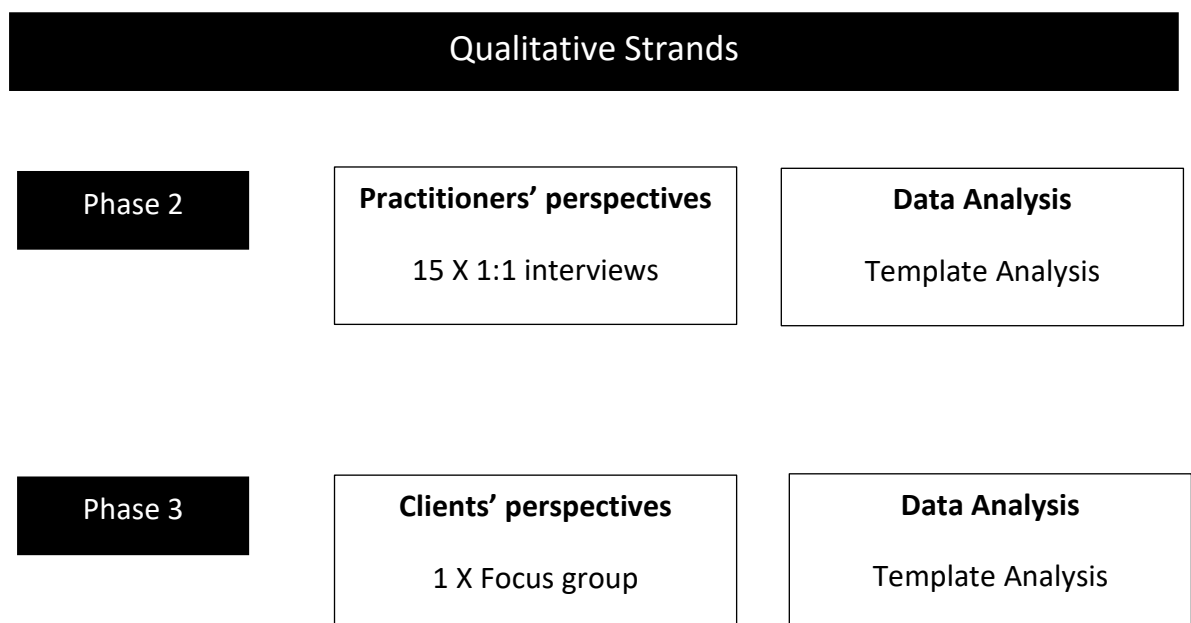 Qualitative Strands
Phase 2
Practitioners’ perspectives
15 X 1:1 interviews
Data Analysis
Template Analysis
Phase 3
Clients’ perspectives
1 X Focus group
Data Analysis
Template Analysis